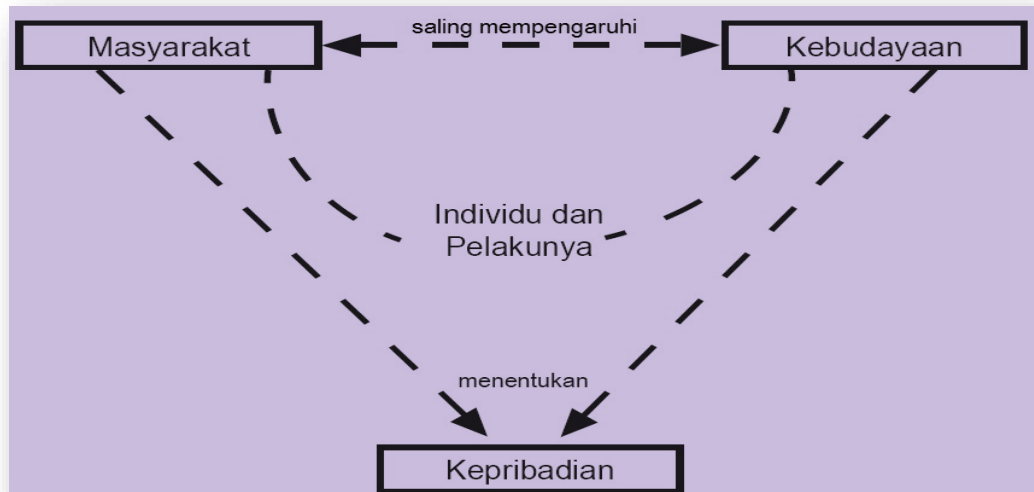 saling mempengaruhi
Masyarakat
Kebudayaan
Individu dan
Pelakunya
menentukan
Kepribadian